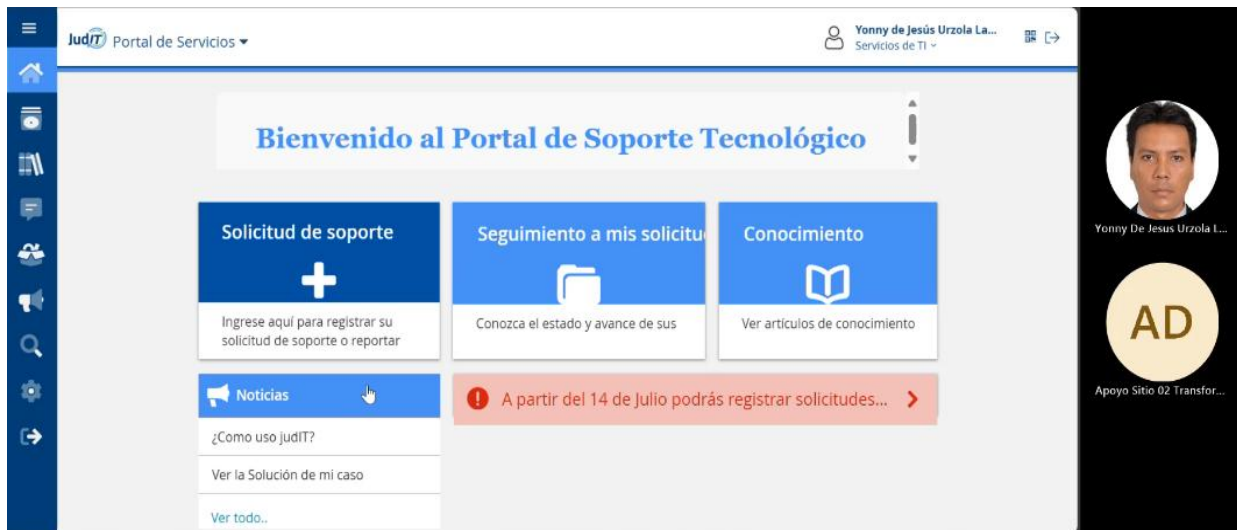 JudIT Portal de Servicios
Yonny de Jesús Urzola La...
Servicios de TI
Bienvenido al Portal de Soporte Tecnológico
Solicitud de soporte
Ingrese aquí para registrar su
solicitud de soporte o reportar
Seguimiento a mis solicitu
Conozca el estado y avance de sus
Conocimiento
Ver artículos de conocimiento
Noticias
¿Como uso judIT?
Ver la Solución de mi caso
Ver todo..
A partir del 14 de Julio podrás registrar solicitudes...
Yonny De Jesus Urzola L...
AD
Apoyo Sitio 02 Transfor...